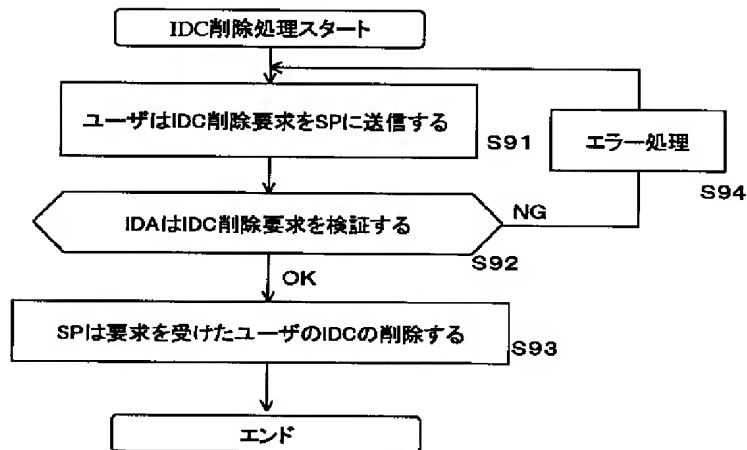 IDC削除処理スタート
ユーザはIDC削除要求をSPに送信する
S91
エラー処理
S94
IDAはIDC削除要求を検証する
NG
S92
OK
SPは要求を受けたユーザのIDCの削除する
S93
エンド